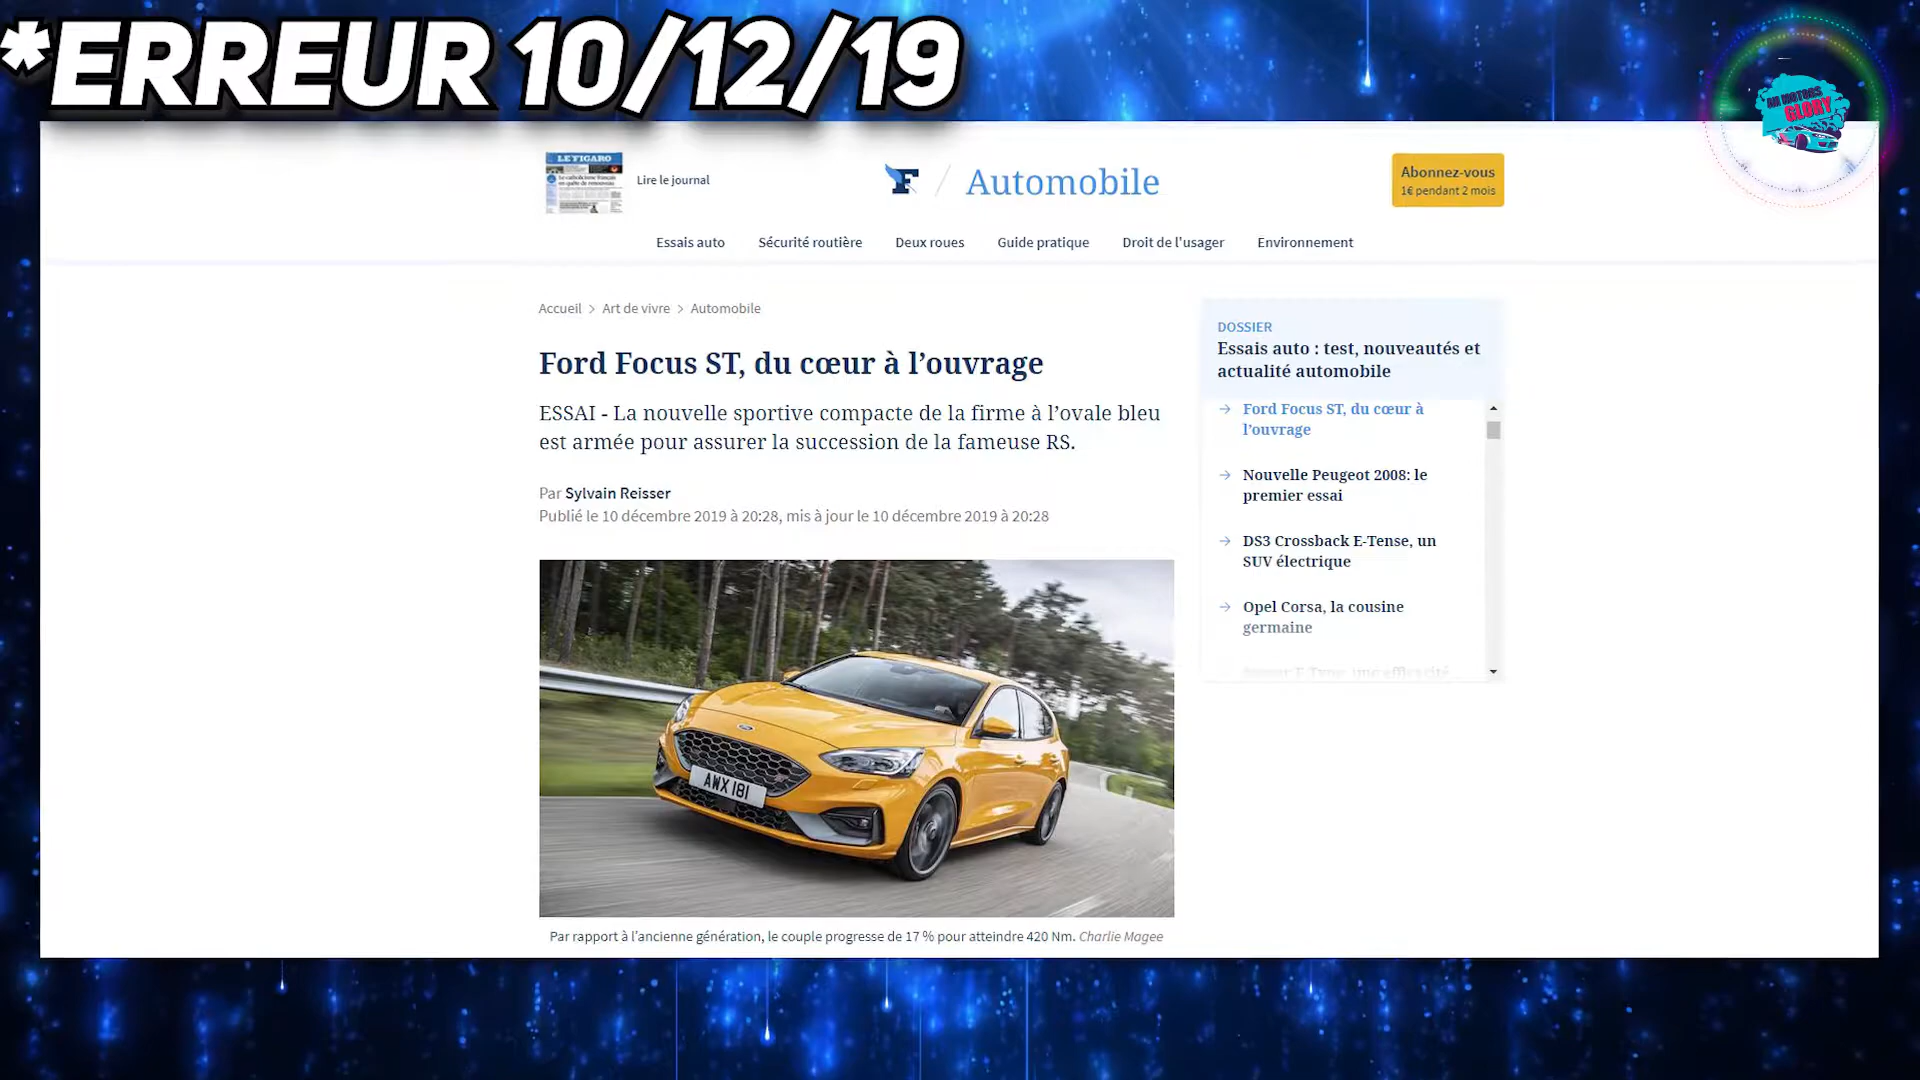 *ERREUR 10/12/19
AM MOTORS
GLORY
LE FIGARO
Lire le journal
F / Automobile
Abonnez-vous
1€ pendant 2 mois
Essais auto
Sécurité routière
Deux roues
Guide pratique
Droit de l'usager
Environnement
Accueil > Art de vivre > Automobile
Ford Focus ST, du cœur à l’ouvrage
ESSAI - La nouvelle sportive compacte de la firme à l’ovale bleu
est armée pour assurer la succession de la fameuse RS.
Par Sylvain Reisser
Publié le 10 décembre 2019 à 20:28, mis à jour le 10 décembre 2019 à 20:28
AWX 181
Par rapport à l’ancienne génération, le couple progresse de 17 % pour atteindre 420 Nm. Charlie Magee
DOSSIER
Essais auto : test, nouveautés et
actualité automobile
→ Ford Focus ST, du cœur à
l’ouvrage
→ Nouvelle Peugeot 2008: le
premier essai
→ DS3 Crossback E-Tense, un
SUV électrique
→ Opel Corsa, la cousine
germaine